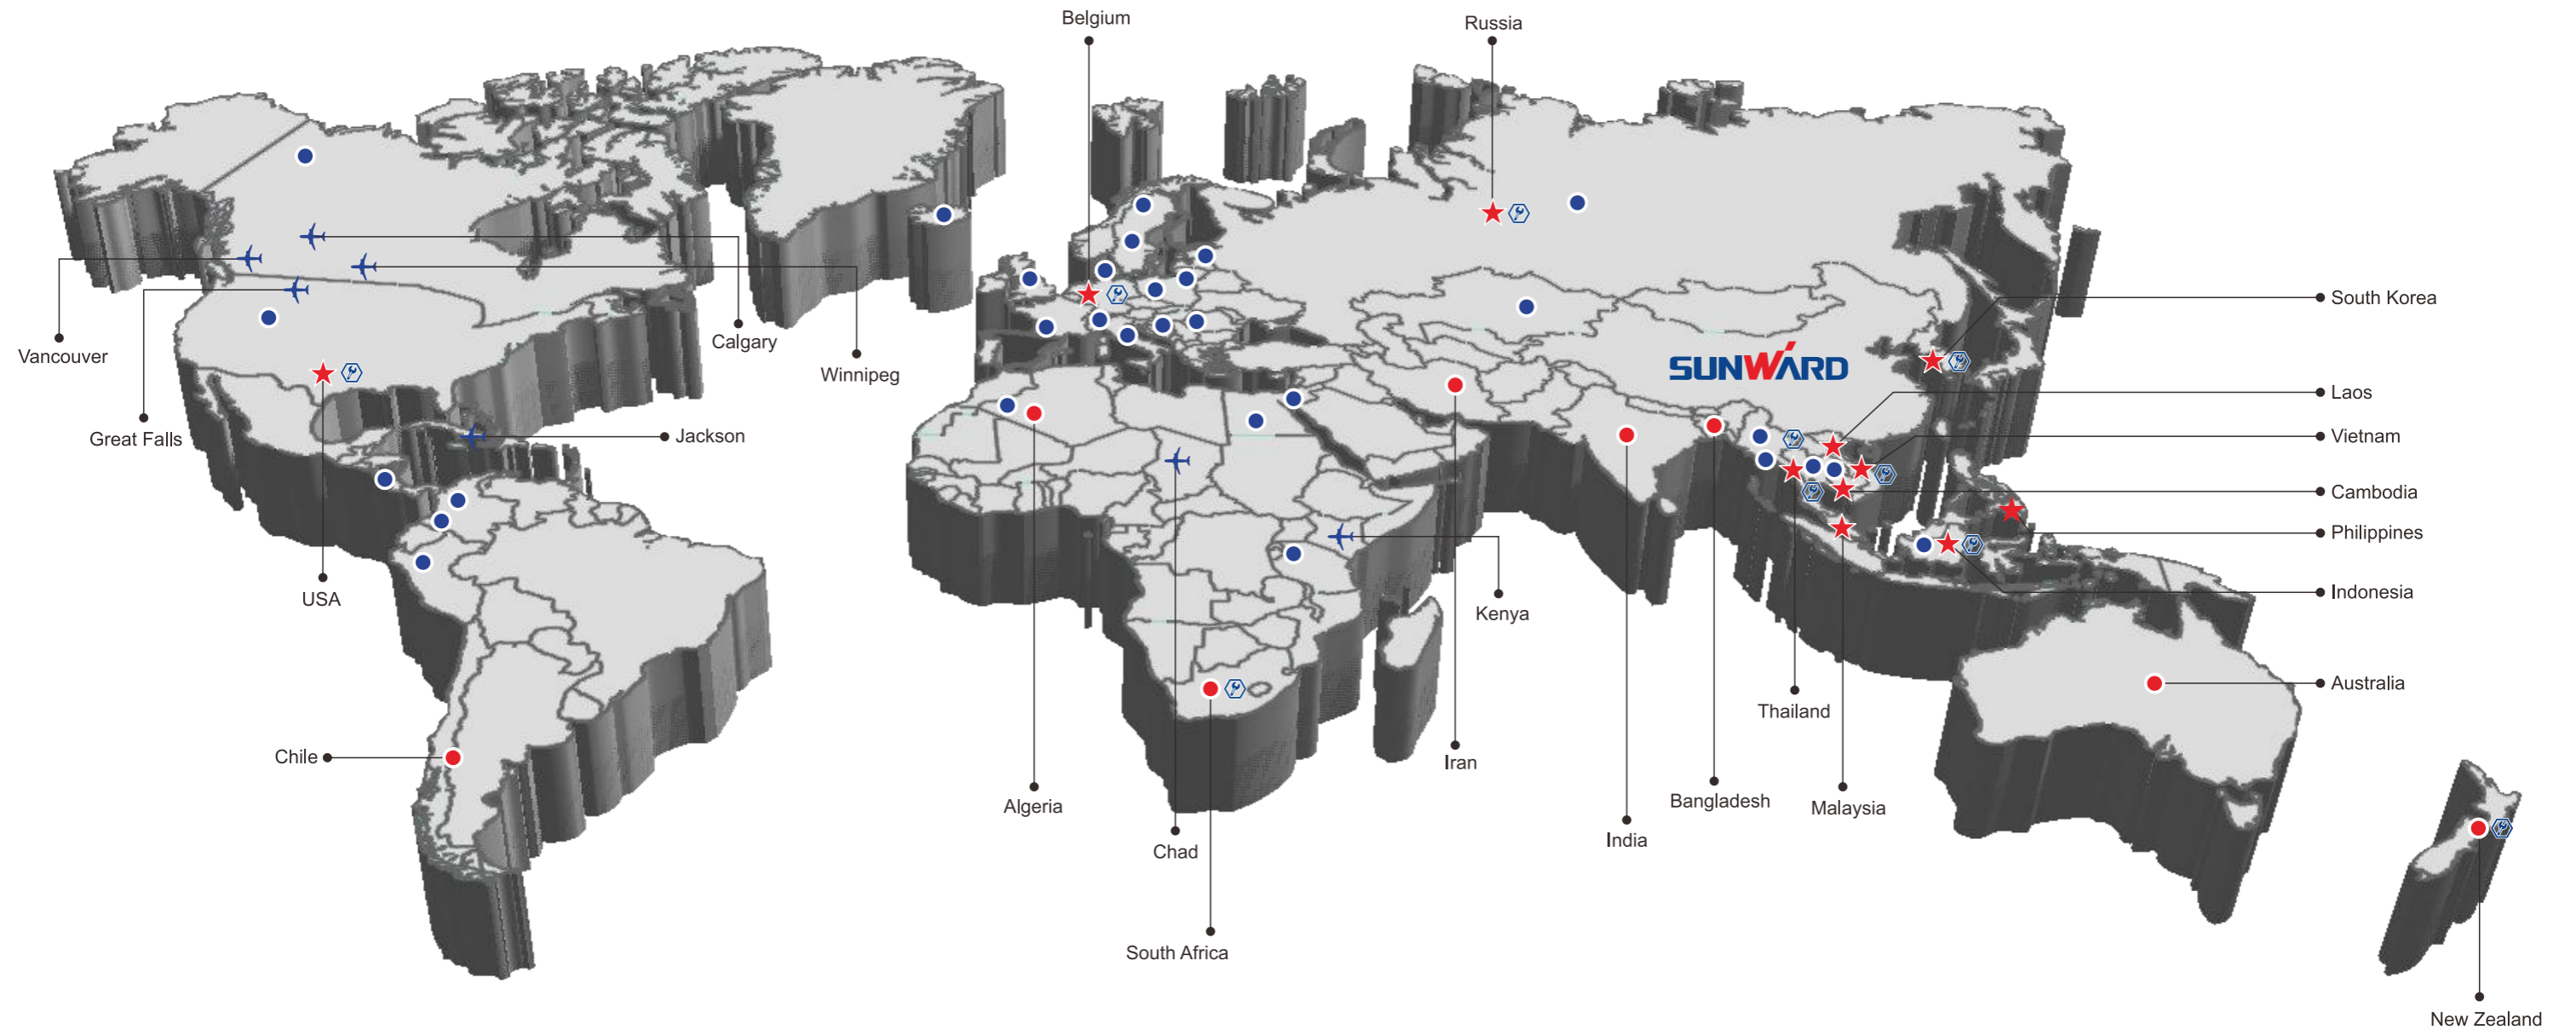 Belgium
Russia
SUNWARD
South Korea
Vancouver
Calgary
Winnipeg
Laos
Great Falls
Jackson
Vietnam
Cambodia
Philippines
USA
Kenya
Indonesia
Thailand
Australia
Chile
Iran
Algeria
Bangladesh
Malaysia
Chad
India
South Africa
New Zealand